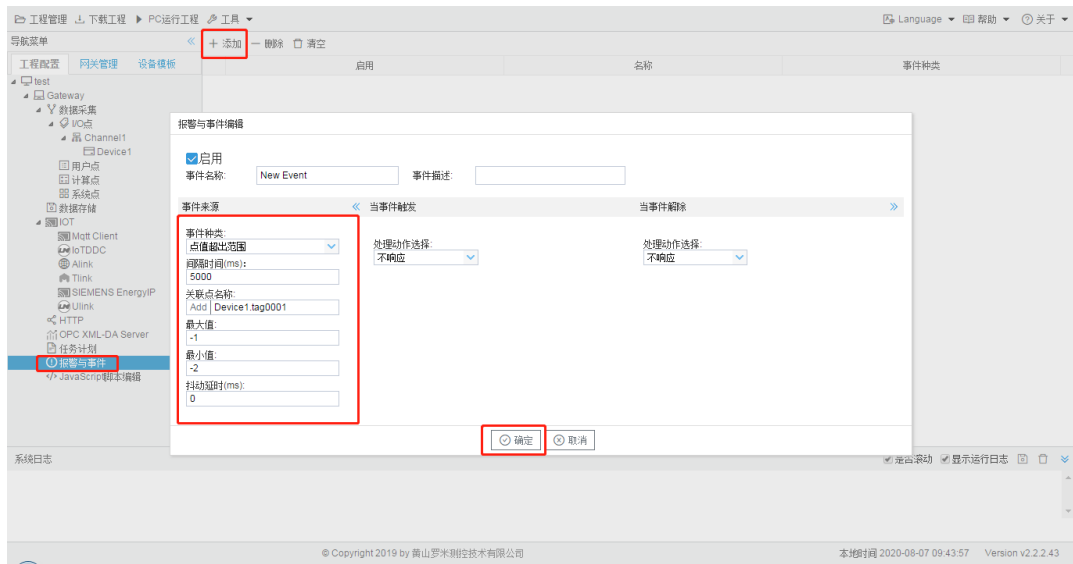 工程管理 下载工程 PC运行工程 工具 Language 帮助 关于
导航菜单 添加 删除 清空
工程配置 网关管理 设备模板 启用 名称 事件种类
test
Gateway
数据采集
I/O点
Channel1
Device1
用户点
计算点
系统点
数据存储
IOT
Mqtt Client
IoTDDC
Alink
Tlink
SIEMENS EnergyIP
Ulink
HTTP
OPC XML-DA Server
任务计划
报警与事件
JavaScript脚本编辑
报警与事件编辑
启用
事件名称: New Event 事件描述:
事件来源 当事件触发 当事件解除
事件种类:
点值超出范围
间隔时间(ms):
5000
关联点名称:
Add Device1.tag0001
最大值:
-1
最小值:
-2
抖动延时(ms):
0
处理动作选择:
不响应
处理动作选择:
不响应
确定 取消
系统日志 是否滚动 显示运行日志
© Copyright 2019 by 黄山罗米测控技术有限公司 本地时间 2020-08-07 09:43:57 Version v2.2.2.43